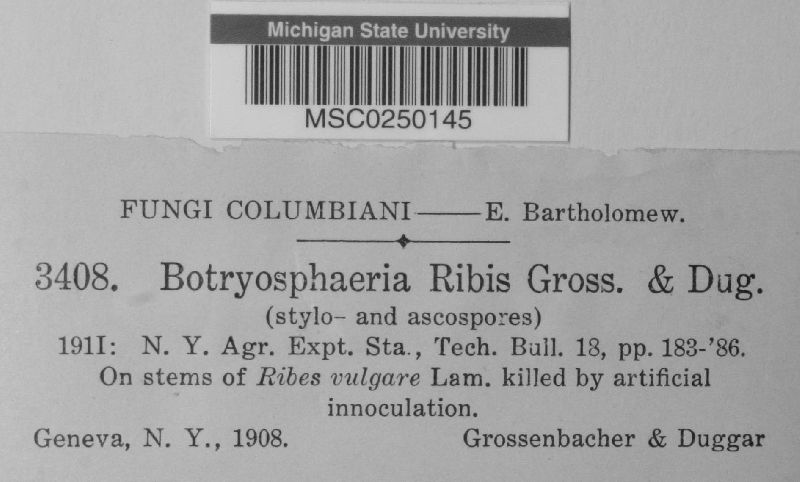 Michigan State University
MSC0250145
FUNGI COLUMBIANI——E. Bartholomew.
3408. Botryosphaeria Ribis Gross. & Dug.
(stylo- and ascospores)
1911: N. Y. Agr. Expt. Sta., Tech. Bull. 18, pp. 183-'86.
On stems of Ribes vulgare Lam. killed by artificial
innoculation.
Geneva, N. Y., 1908. Grossenbacher & Duggar